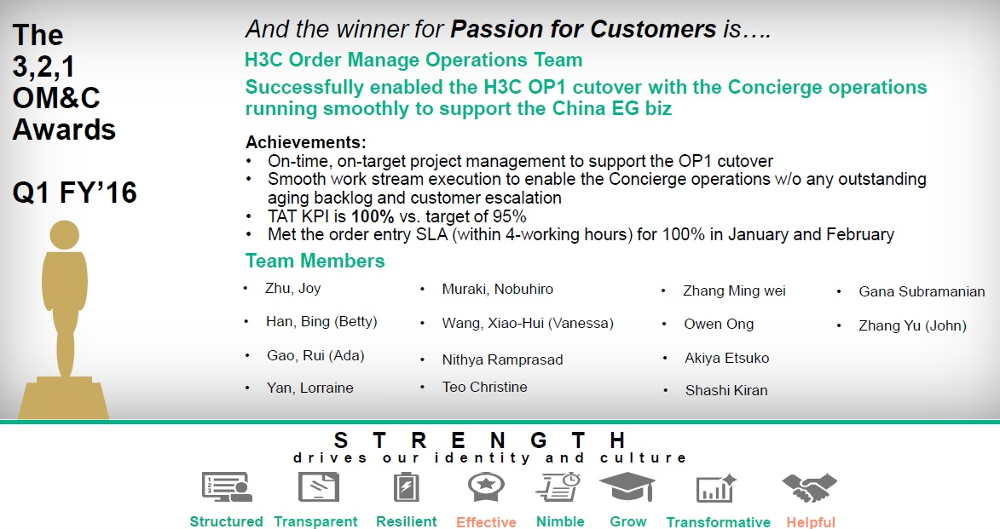 The
3,2,1
OM&C
Awards
Q1 FY’16
And the winner for Passion for Customers is….
H3C Order Manage Operations Team
Successfully enabled the H3C OP1 cutover with the Concierge operations
running smoothly to support the China EG biz
Achievements:
• On-time, on-target project management to support the OP1 cutover
• Smooth work stream execution to enable the Concierge operations w/o any outstanding
aging backlog and customer escalation
• TAT KPI is 100% vs. target of 95%
• Met the order entry SLA (within 4-working hours) for 100% in January and February
Team Members
• Zhu, Joy
• Han, Bing (Betty)
• Gao, Rui (Ada)
• Yan, Lorraine
• Muraki, Nobuhiro
• Wang, Xiao-Hui (Vanessa)
• Nithya Ramprasad
• Teo Christine
• Zhang Ming wei
• Owen Ong
• Akiya Etsuko
• Shashi Kiran
• Gana Subramanian
• Zhang Yu (John)
STRENGTH
drives our identity and culture
1
2
3
Structured Transparent Resilient Effective Nimble Grow Transformative Helpful